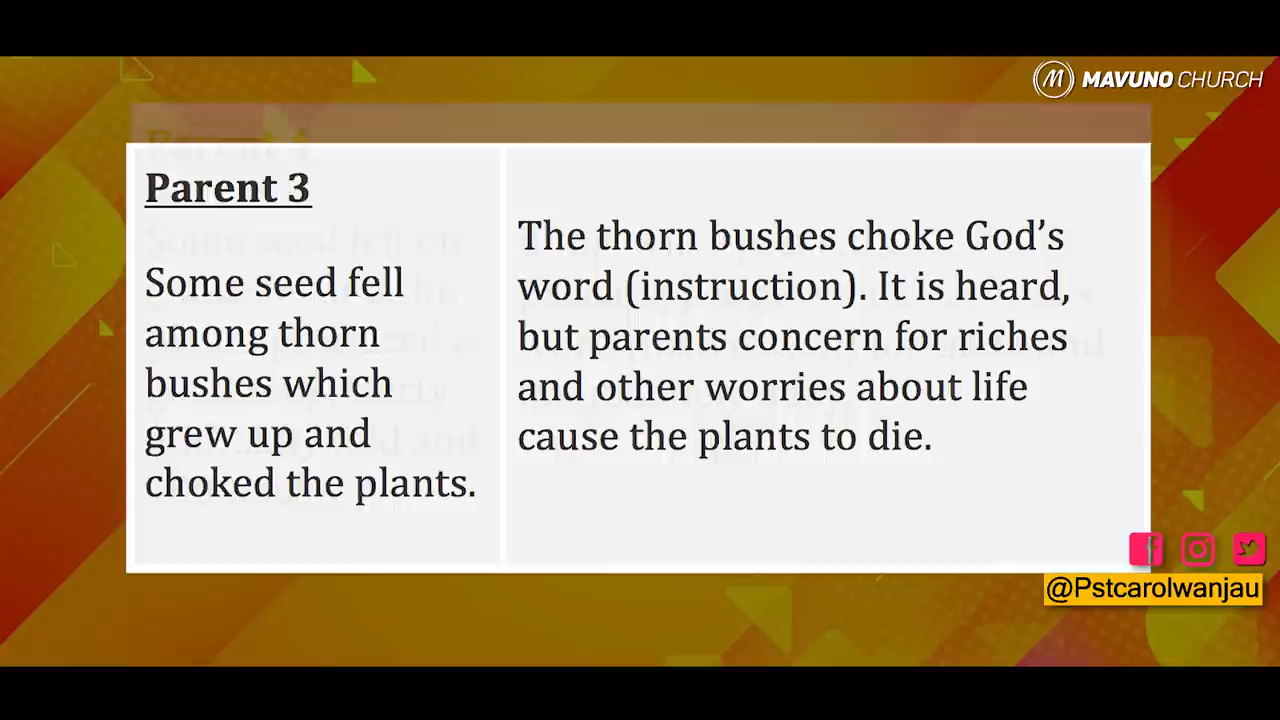 MAVUNO CHURCH
Parent 4
Parent 3
Some seed fell
among thorn
bushes which
grew up and
choked the plants.
The thorn bushes choke God's
word (instruction). It is heard,
but parents concern for riches
and other worries about life
cause the plants to die.
@Pstcarolwanjau